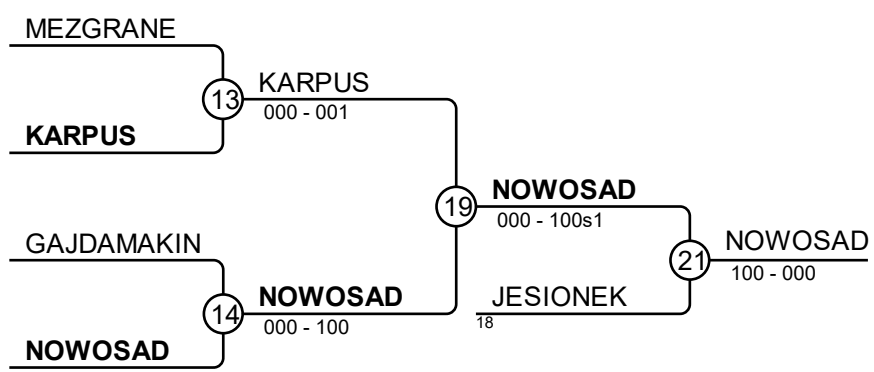 MEZGRANE
13
KARPUS
000 - 001
KARPUS
19
NOWOSAD
000 - 100s1
GAJDAMAKIN
14
NOWOSAD
000 - 100
NOWOSAD
21
NOWOSAD
100 - 000
JESIONEK
18